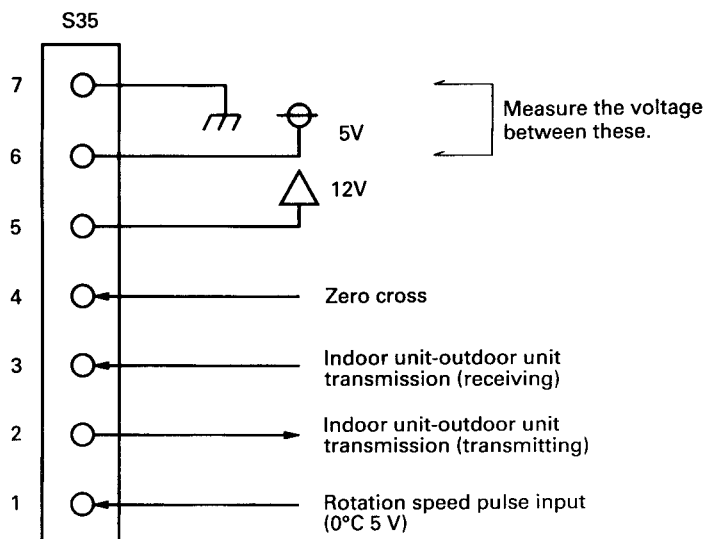 S35
7
Measure the voltage
between these.
5V
6
12V
5
4
Zero cross
3
Indoor unit-outdoor unit
transmission (receiving)
2
Indoor unit-outdoor unit
transmission (transmitting)
1
Rotation speed pulse input
(0°C 5 V)